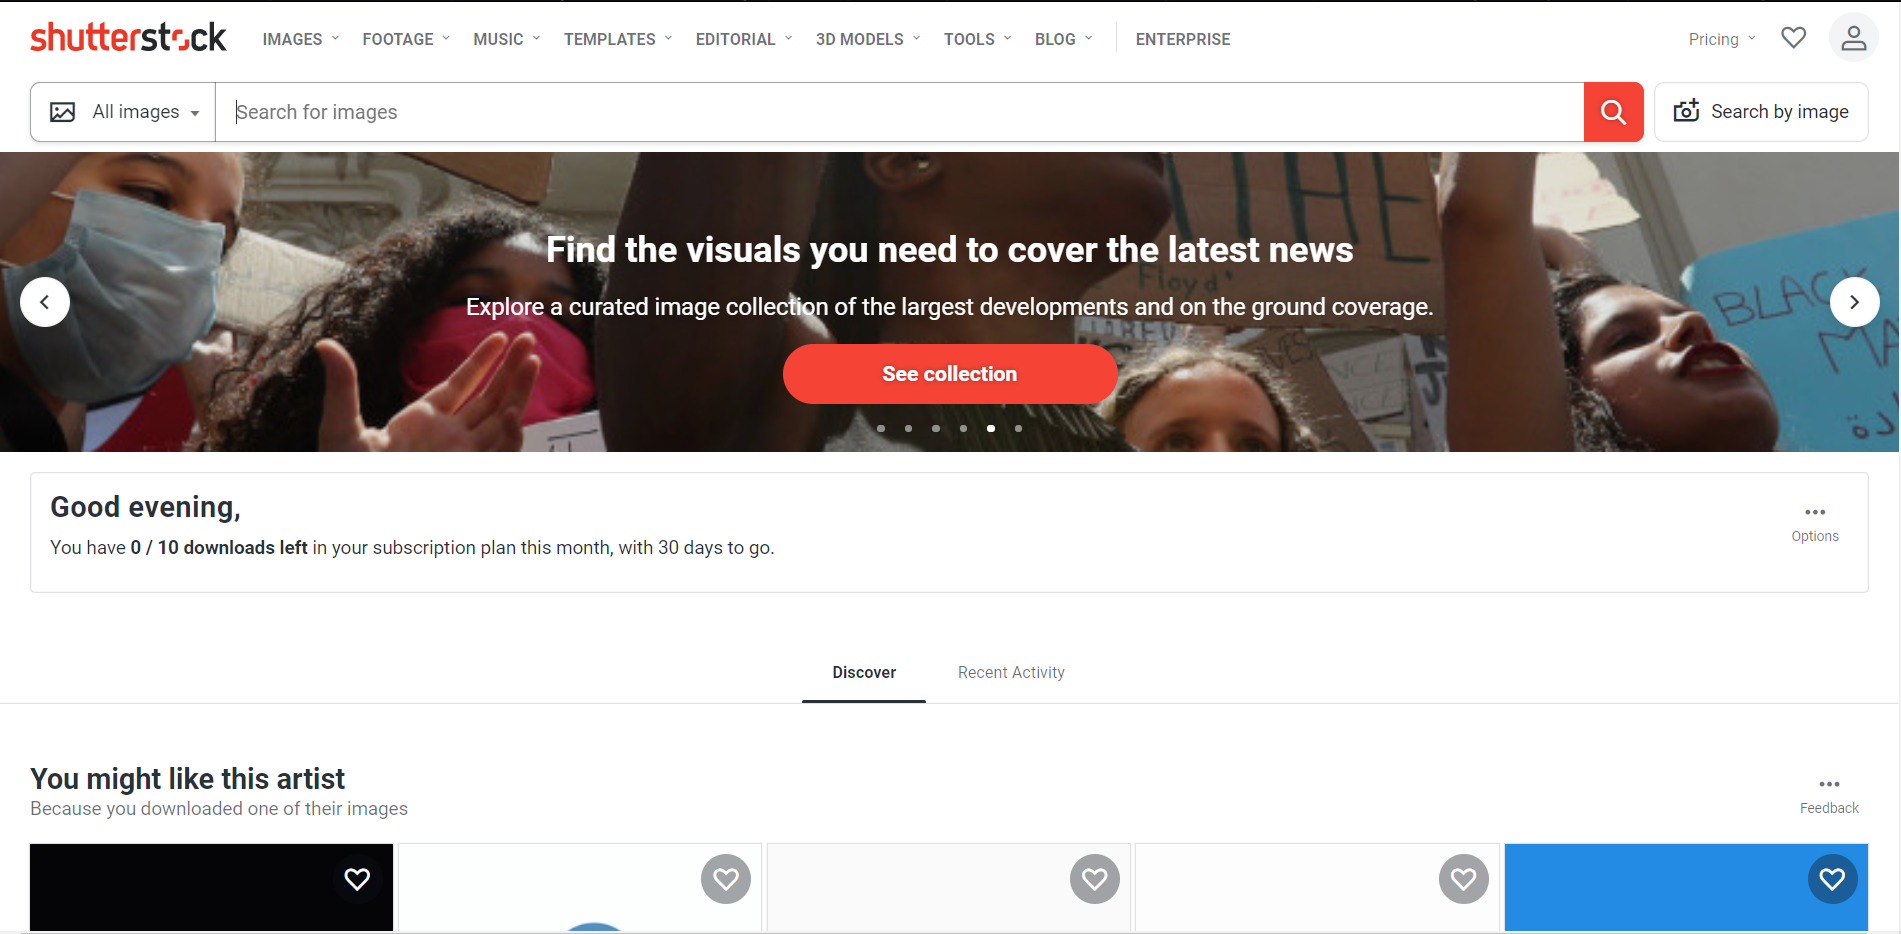 shutterstock
IMAGES FOOTAGE MUSIC TEMPLATES EDITORIAL 3D MODELS TOOLS BLOG ENTERPRISE
Pricing
All images
Search for images
Search by image
THE
Floyd
BLACK
MA
Find the visuals you need to cover the latest news
Explore a curated image collection of the largest developments and on the ground coverage.
See collection
Good evening,
You have 0 / 10 downloads left in your subscription plan this month, with 30 days to go.
Options
Discover Recent Activity
You might like this artist
Because you downloaded one of their images
Feedback